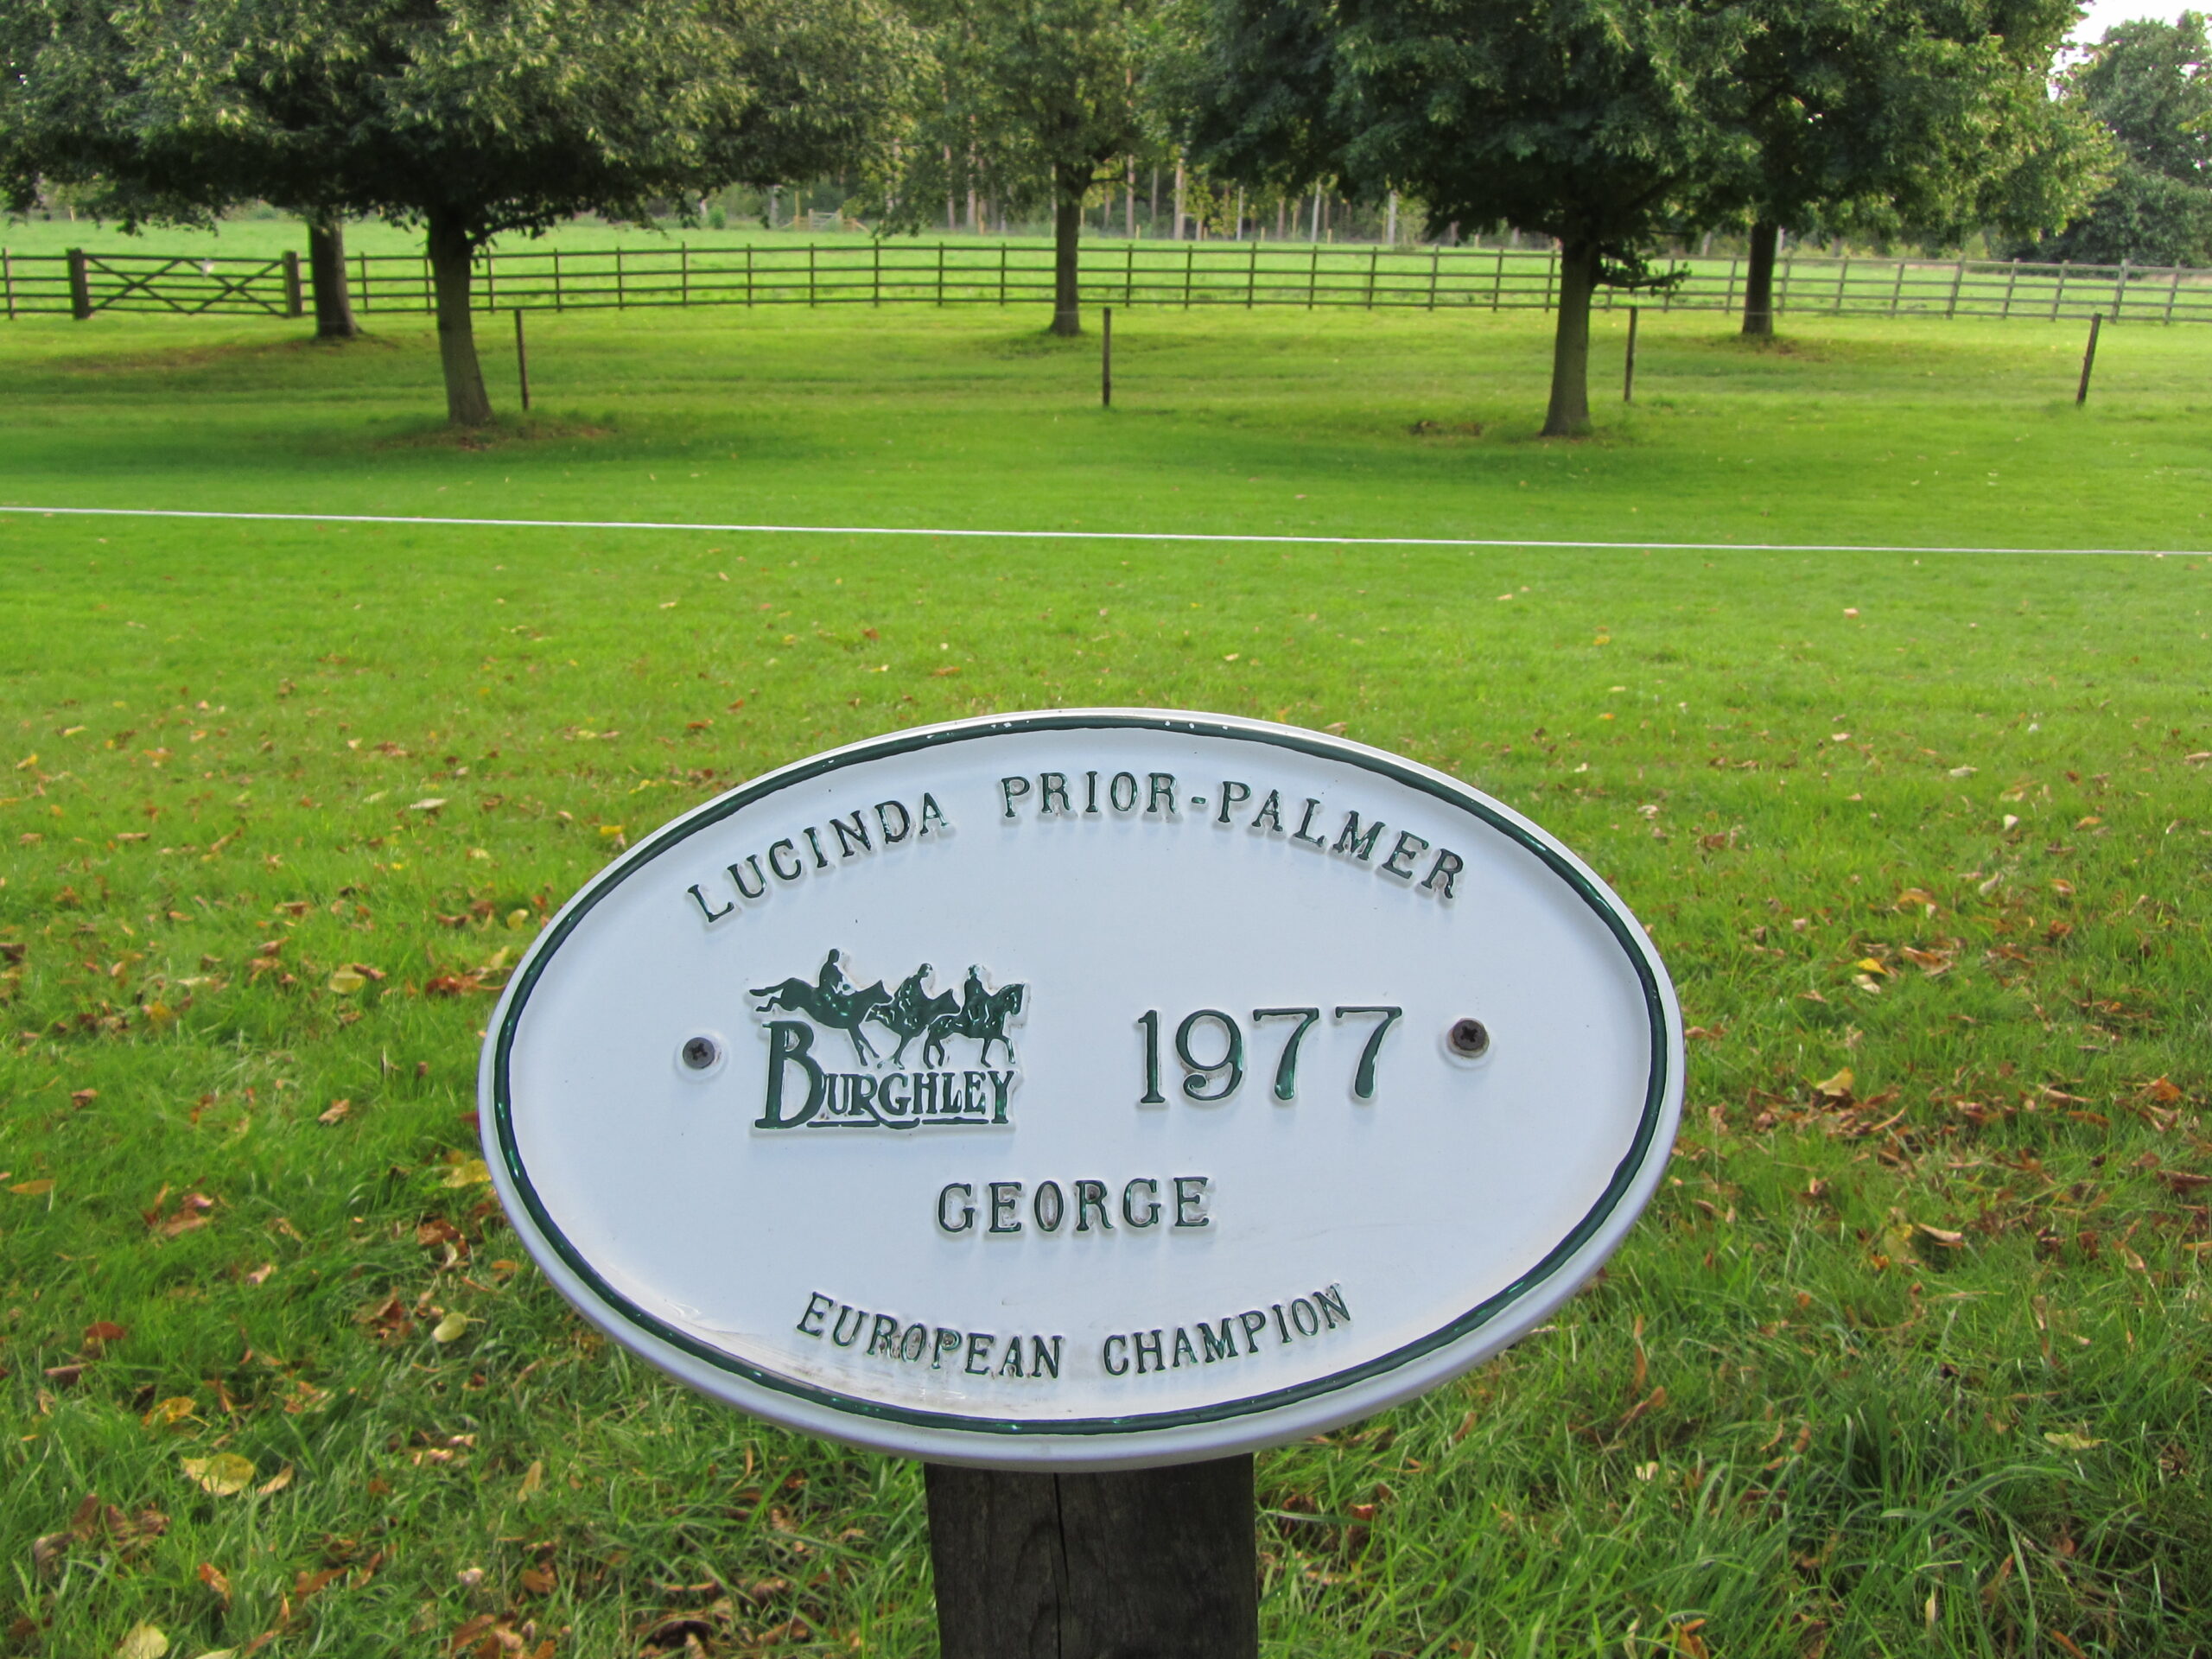 LUCINDA PRIOR-PALMER
BURGHLEY
1977
GEORGE
EUROPEAN CHAMPION